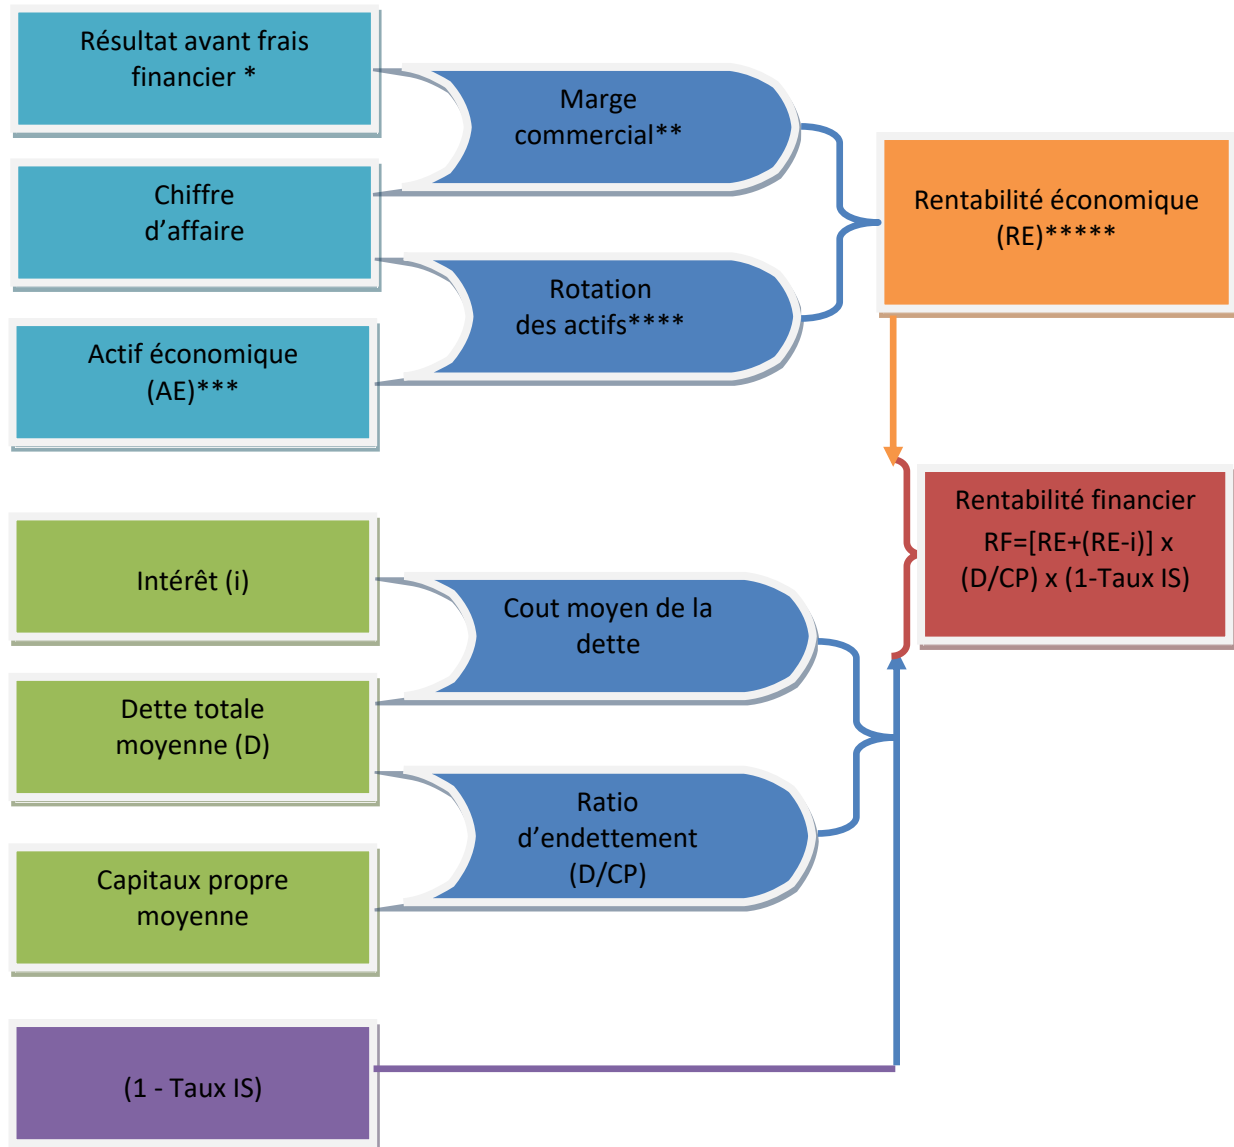 Résultat avant frais
financier *
Chiffre
d’affaire
Actif économique
(AE)***
Marge
commercial**
Rotation
des actifs****
Rentabilité économique
(RE)*****
Intérêt (i)
Dette totale
moyenne (D)
Capitaux propre
moyenne
Cout moyen de la
dette
Ratio
d’endettement
(D/CP)
Rentabilité financier
RF=[RE+(RE-i)] x
(D/CP) x (1-Taux IS)
(1 - Taux IS)